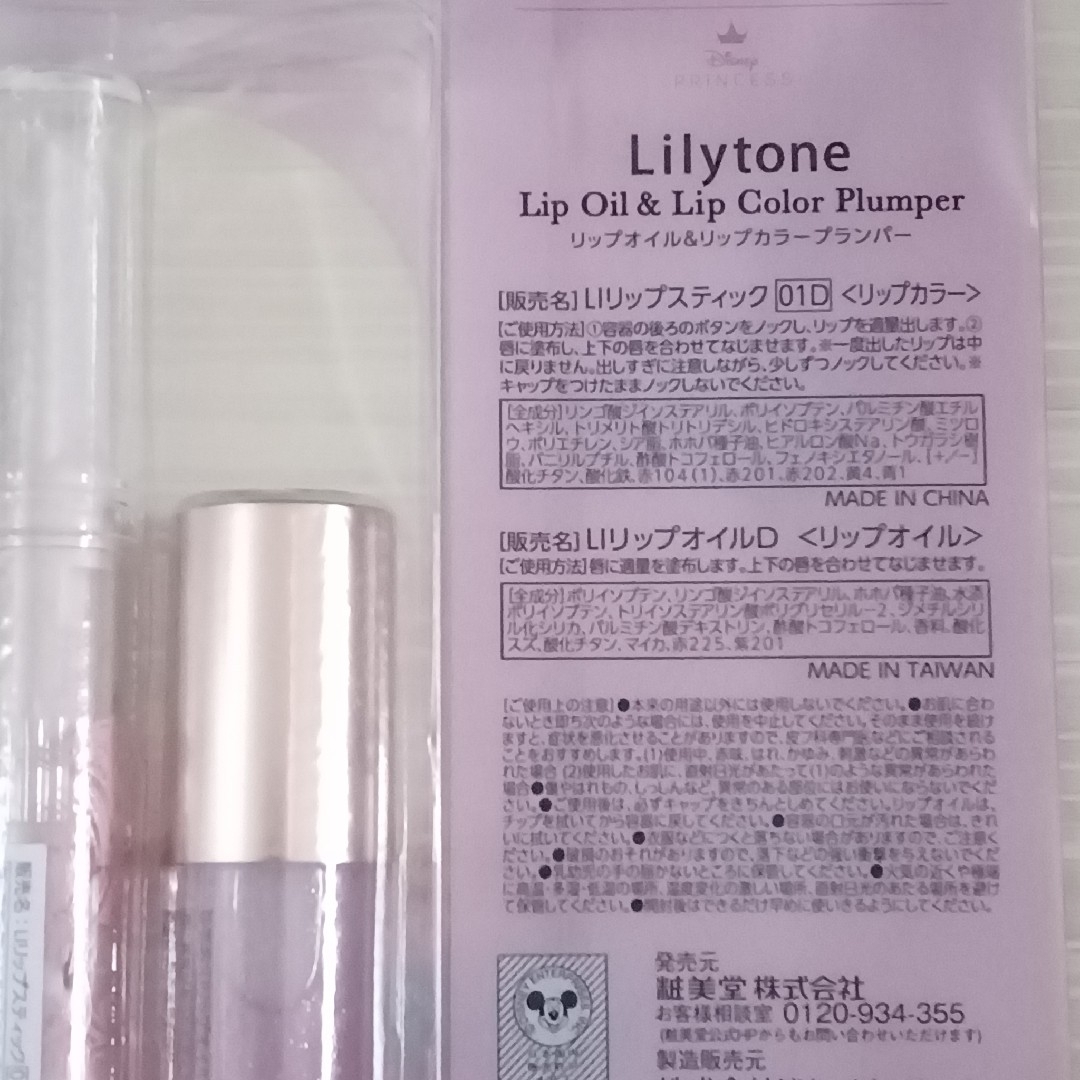 Disney
PRINCESS
Lilytone
Lip Oil & Lip Color Plumper
リップオイル&リップカラープランパー
[販売名] LIリップスティック 01D <リップカラー>
[ご使用方法]①容器の後ろのボタンをノックし、リップを適量出します。②
唇に塗布し、上下の唇を合わせてなじませます。※一度出したリップは中
に戻りません。出しすぎに注意しながら、少しずつノックしてください。※
キャップをつけたままノックしないでください。
[全成分]リンゴ酸ジイソステアリル、ポリイソブテン、パルミチン酸エチル
ヘキシル、トリメリト酸トリトリデシル、ヒドロキシステアリン酸、ミツロ
ウ、ポリエチレン、シア脂、ホホバ種子油、ヒアルロン酸Na、トウガラシ樹
脂、バニリルブチル、酢酸トコフェロール、フェノキシエタノール、[+/-]
酸化チタン、酸化鉄、赤104(1)、赤201、赤202、黄4、青1
MADE IN CHINA
[販売名] LIリップオイルD <リップオイル>
[ご使用方法]唇に適量を塗布します。上下の唇を合わせてなじませます。
[全成分]ポリイソブテン、リンゴ酸ジイソステアリル、ホホバ種子油、水添
ポリイソブテン、トリイソステアリン酸ポリグリセリル-2、ジメチルシリ
ル化シリカ、パルミチン酸デキストリン、酢酸トコフェロール、香料、酸化
スズ、酸化チタン、マイカ、赤225、紫201
MADE IN TAIWAN
[ご使用上の注意]●本来の用途以外には使用しないでください。●お肌に合わ
ないとき即ち次のような場合には、使用を中止してください。そのまま使用を続け
ますと、症状を悪化させることがありますので、皮フ科専門医などにご相談される
ことをおすすめします。(1)使用中、赤味、はれ、かゆみ、刺激などの異常があらわ
れた場合 (2)使用したお肌に、直射日光があたって(1)のような異常があらわれた
場合●傷やはれもの、しっしんなど、異常のある部位にはお使いにならないでくだ
さい。●ご使用後は、必ずキャップをきちんとしめてください。リップオイルは、
チップを拭いてから容器に戻してください。●容器の口元が汚れた場合は、きれ
いに拭いてください。●衣服などにつくと落ちない場合がありますので、ご注意く
ださい。●破損のおそれがありますので、落下などの強い衝撃を与えないでくだ
さい。●乳幼児の手の届かないところに保管してください。●火気の近くや極端
に高温・多湿・低温の場所、温度変化の激しい場所、直射日光のあたる場所を避け
て保管してください。●開封後はできるだけ早めに使いきるようにしてください。
発売元
粧美堂 株式会社
お客様相談室 0120-934-355
(粧美堂公式HPからもお問い合わせいただけます)
製造販売元
販売名：LIリップスティック